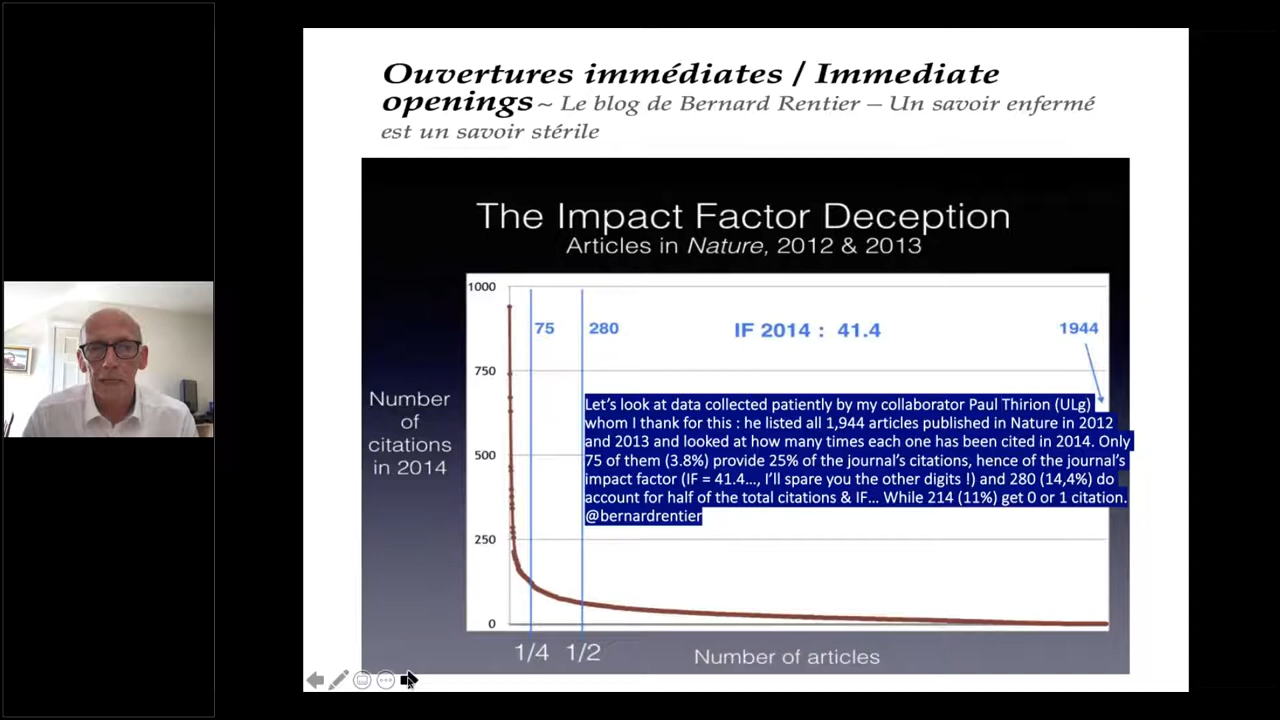 Ouvertures immédiates / Immediate
openings ~ Le blog de Bernard Rentier – Un savoir enfermé
est un savoir stérile
The Impact Factor Deception
Articles in Nature, 2012 & 2013
1000
75
280
IF 2014 : 41.4
1944
750
Number
of
citations
in 2014
Let's look at data collected patiently by my collaborator Paul Thirion (ULg)
whom I thank for this : he listed all 1,944 articles published in Nature in 2012
and 2013 and looked at how many times each one has been cited in 2014. Only
75 of them (3.8%) provide 25% of the journal's citations, hence of the journal's
impact factor (IF = 41.4…, I'll spare you the other digits !) and 280 (14,4%) do
account for half of the total citations & IF… While 214 (11%) get 0 or 1 citation.
@bernardrentier
500
250
0
1/4
1/2
Number of articles